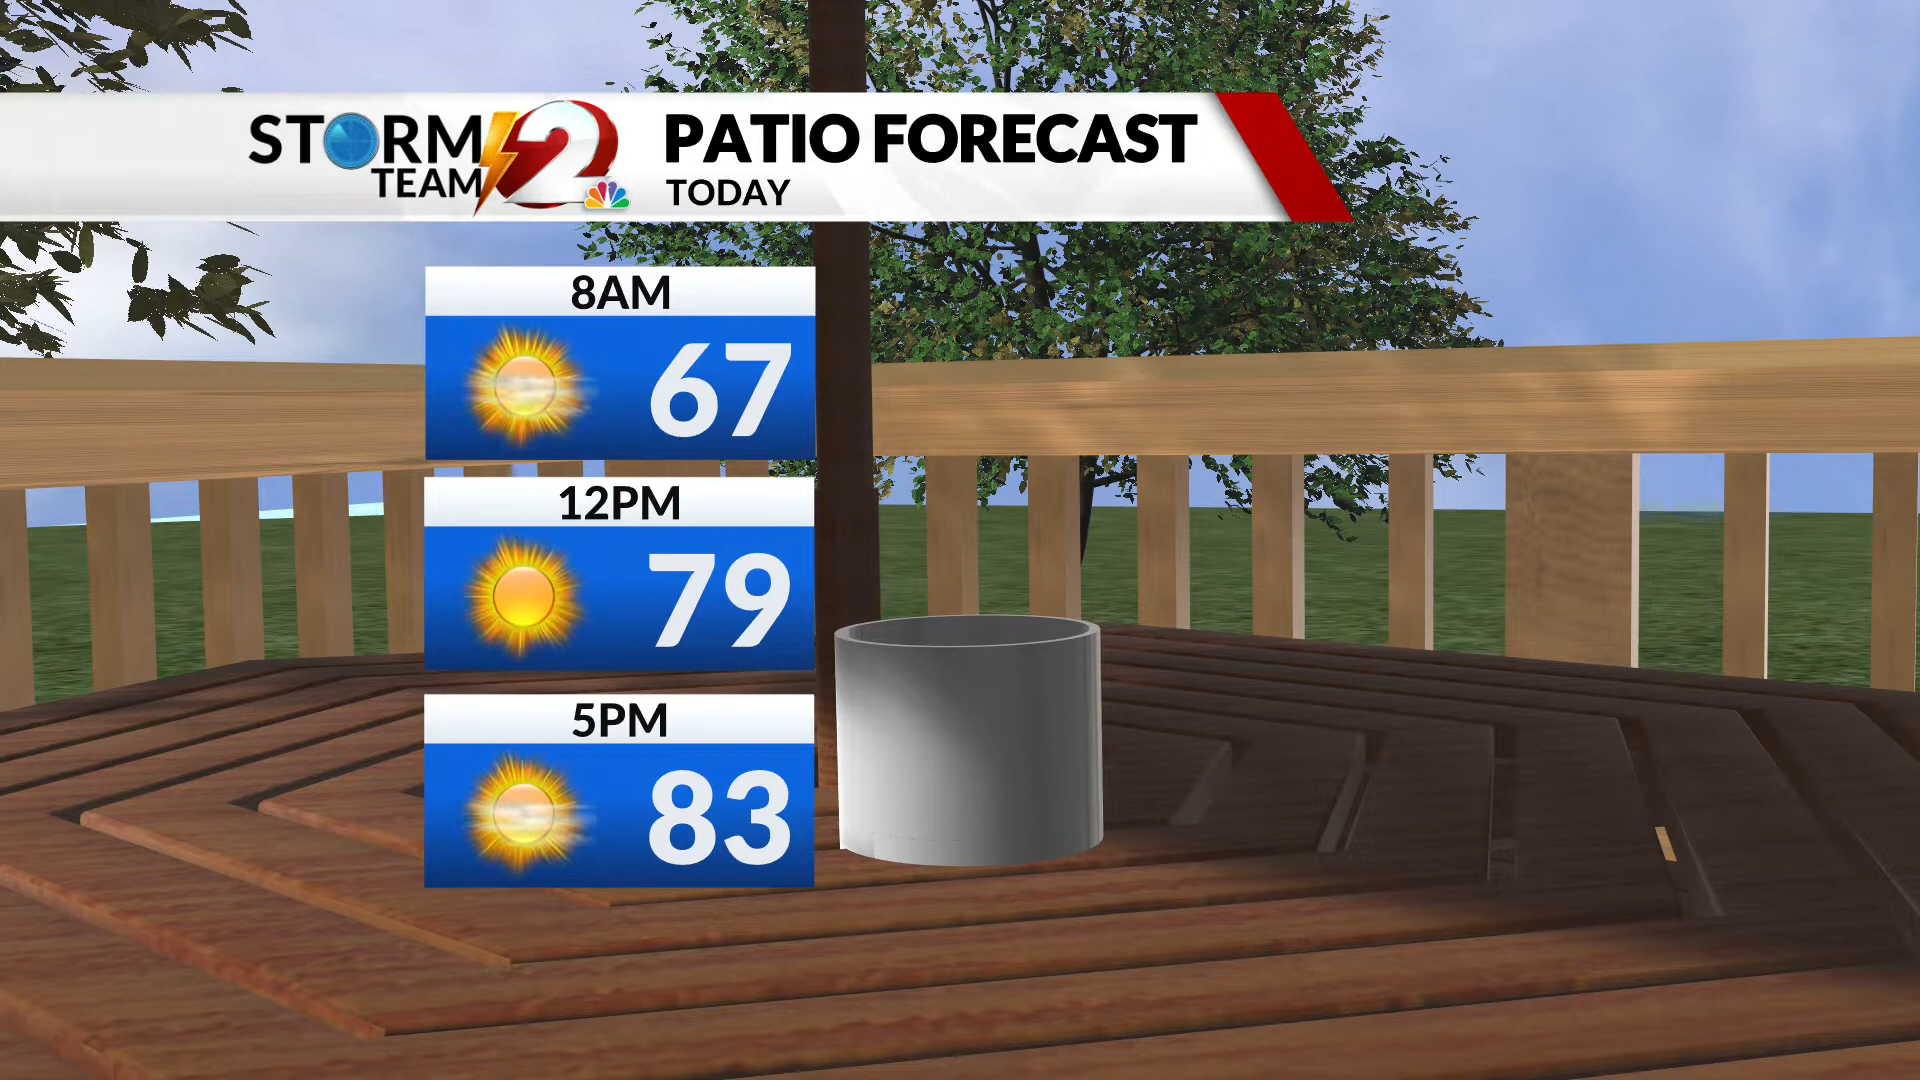 STORM
TEAM
2
PATIO FORECAST
TODAY
8AM
67
12PM
79
5PM
83